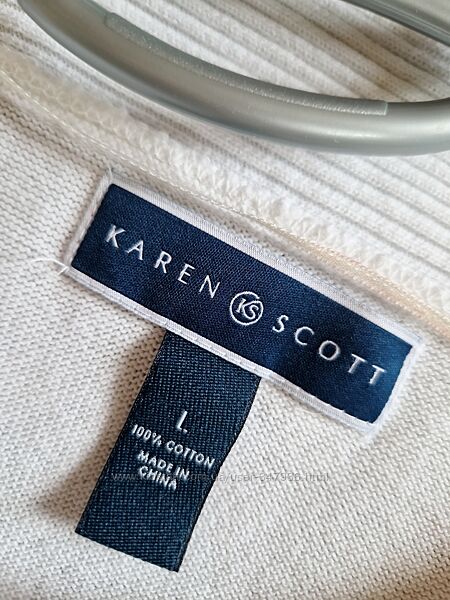 KAREN KS SCOTT
L
100% COTTON
MADE IN
CHINA